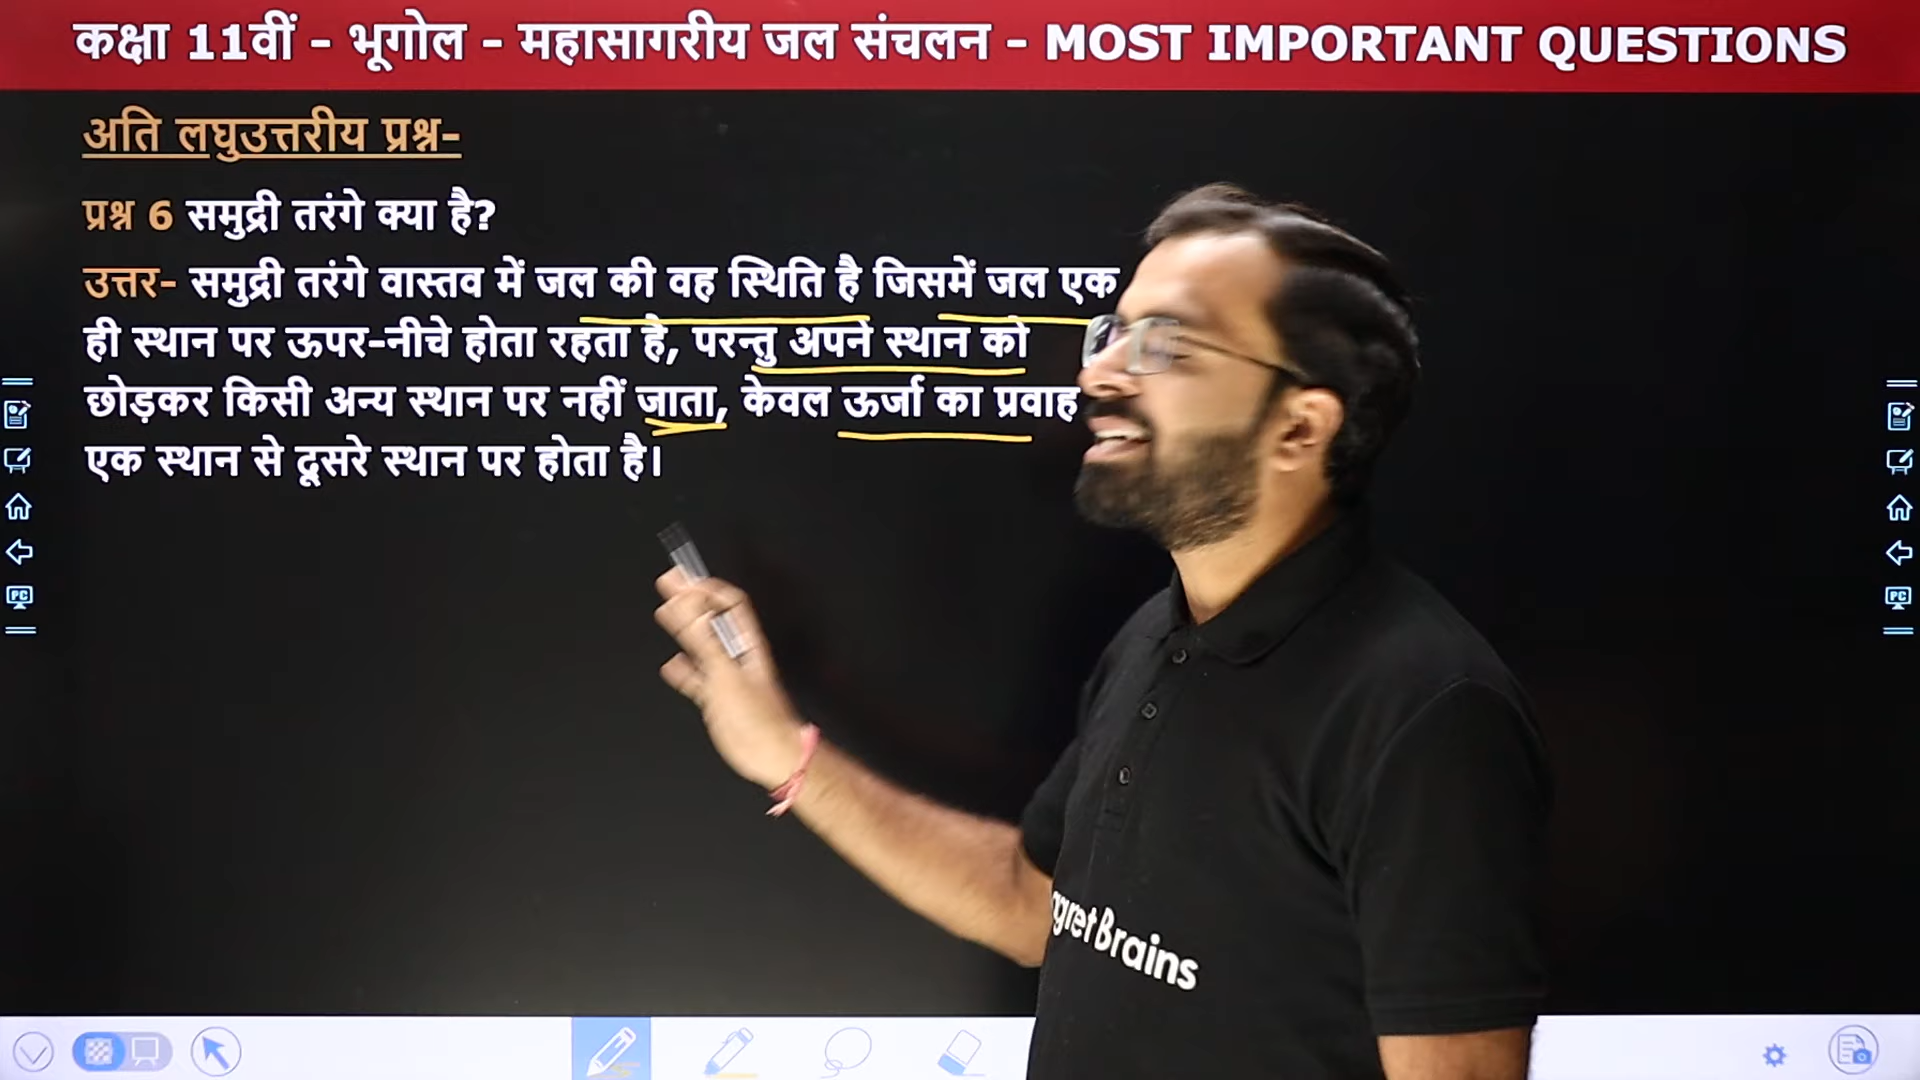 कक्षा 11वीं - भूगोल - महासागरीय जल संचलन - MOST IMPORTANT QUESTIONS
अति लघुउत्तरीय प्रश्न-
प्रश्न 6 समुद्री तरंगे क्या है?
उत्तर- समुद्री तरंगे वास्तव में जल की वह स्थिति है जिसमें जल एक
ही स्थान पर ऊपर-नीचे होता रहता है, परन्तु अपने स्थान को
छोड़कर किसी अन्य स्थान पर नहीं जाता, केवल ऊर्जा का प्रवाह
एक स्थान से दूसरे स्थान पर होता है।
PC
PC
Brains